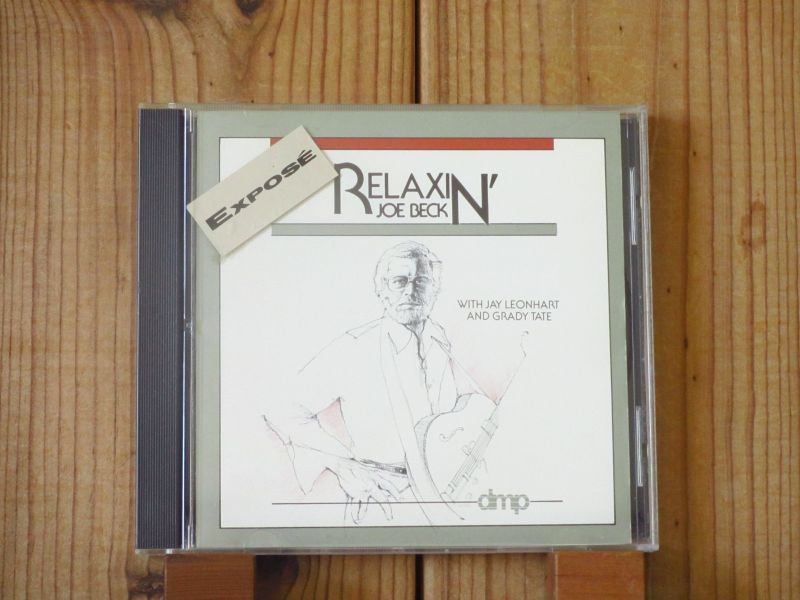 EXPOSÉ
RELAXIN'
JOE BECK
WITH JAY LEONHART
AND GRADY TATE
dmp